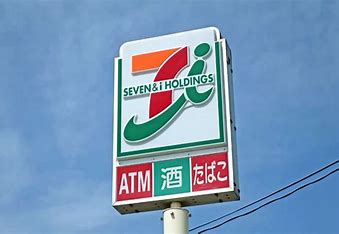 7i
SEVEN&i HOLDINGS
ATM 酒 たばこ